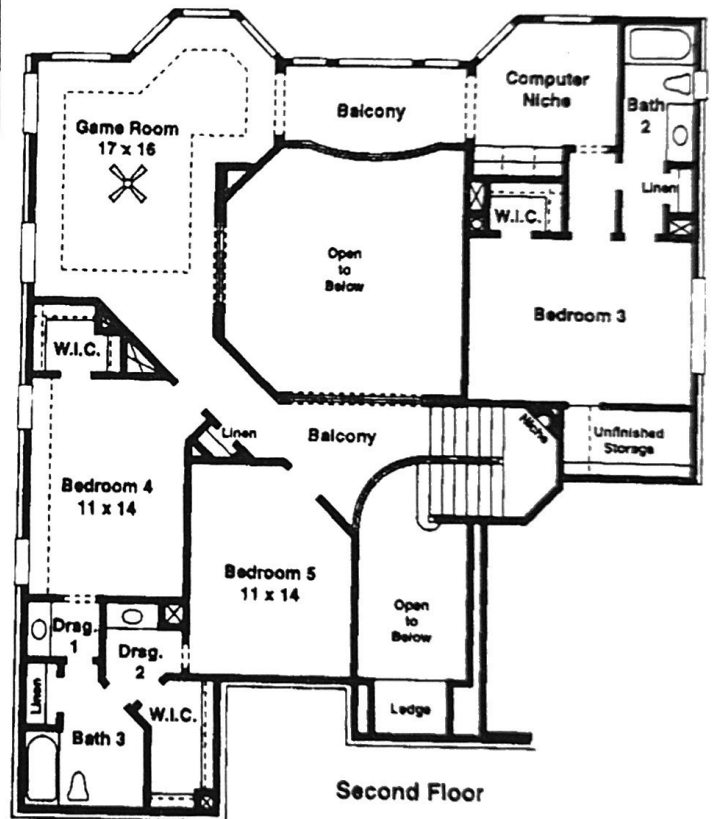 Computer
Niche
Balcony
Bath
2
Game Room
17 x 16
Linen
W.I.C.
Open
to
Below
Bedroom 3
W.I.C.
Niche
Linen
Balcony
Unfinished
Storage
Bedroom 4
11 x 14
Bedroom 5
11 x 14
Open
to
Below
Drsg.
1
Drsg.
2
Linen
W.I.C.
Ledge
Bath 3
Second Floor